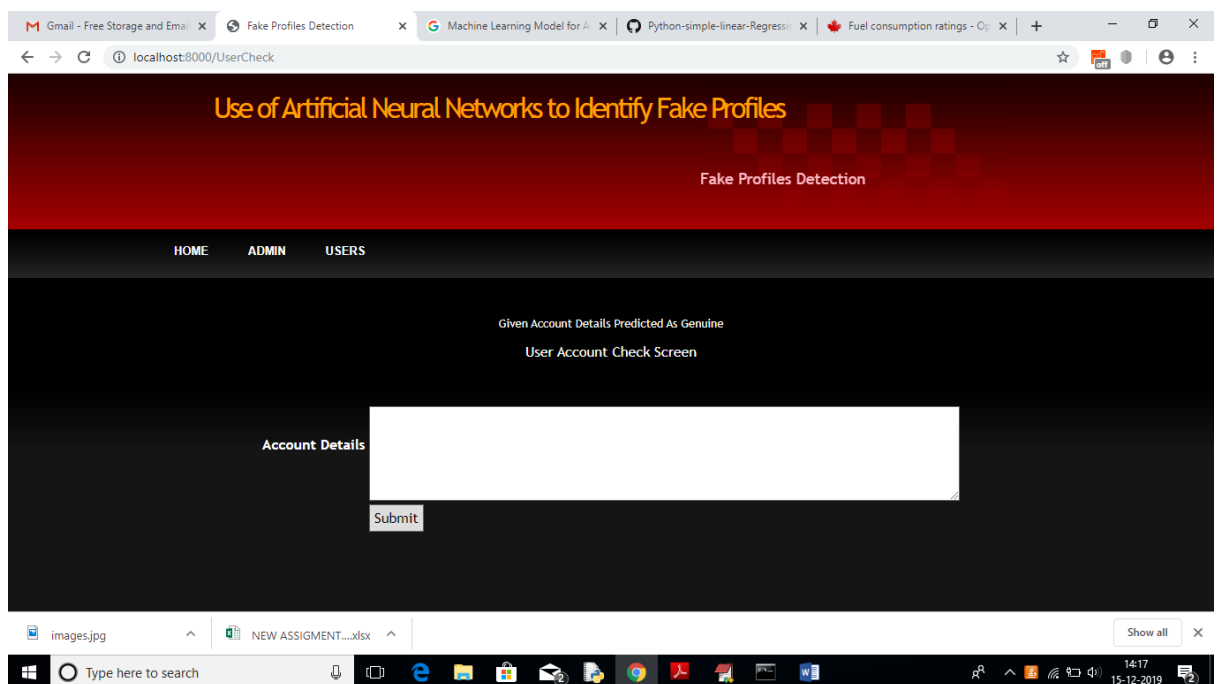 Gmail - Free Storage and Emai
Fake Profiles Detection
Machine Learning Model for A
Python-simple-linear-Regressio
Fuel consumption ratings - Op
localhost:8000/UserCheck
off
Use of Artificial Neural Networks to Identify Fake Profiles
Fake Profiles Detection
HOME ADMIN USERS
Given Account Details Predicted As Genuine
User Account Check Screen
Account Details
Submit
images.jpg
NEW ASSIGMENT....xlsx
Show all
Type here to search
14:17
15-12-2019